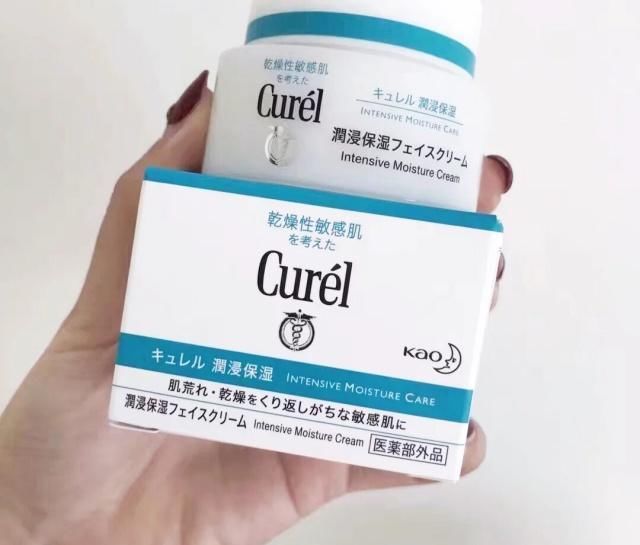 乾燥性敏感肌
を考えた
Curél
キュレル 潤浸保湿
INTENSIVE MOISTURE CARE
潤浸保湿フェイスクリーム
Intensive Moisture Cream
乾燥性敏感肌
を考えた
Curél
Kao
キュレル 潤浸保湿 INTENSIVE MOISTURE CARE
肌荒れ・乾燥をくり返しがちな敏感肌に
潤浸保湿フェイスクリーム Intensive Moisture Cream 医薬部外品